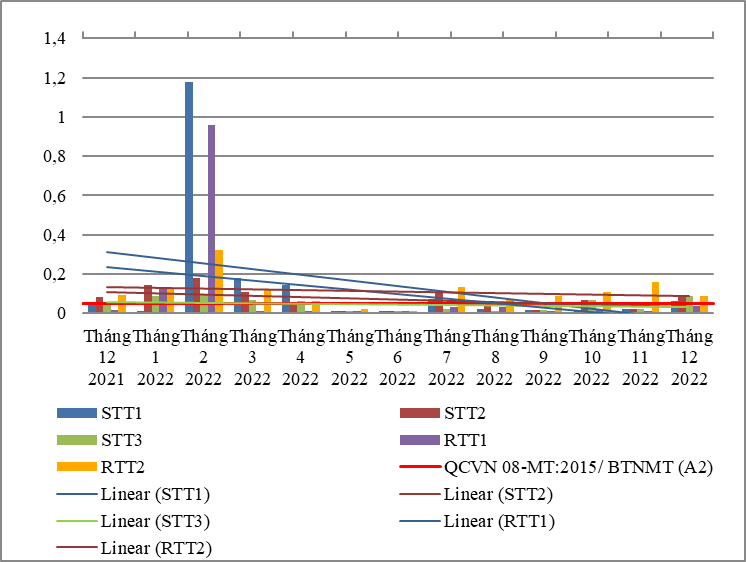 1,4
1,2
1
0,8
0,6
0,4
0,2
0
Tháng Tháng Tháng Tháng Tháng Tháng Tháng Tháng Tháng Tháng Tháng Tháng Tháng
12 1 2 3 4 5 6 7 8 9 10 11 12
2021 2022 2022 2022 2022 2022 2022 2022 2022 2022 2022 2022 2022
STT1 STT2
STT3 RTT1
RTT2 QCVN 08-MT:2015/ BTNMT (A2)
Linear (STT1) Linear (STT2)
Linear (STT3) Linear (RTT1)
Linear (RTT2)